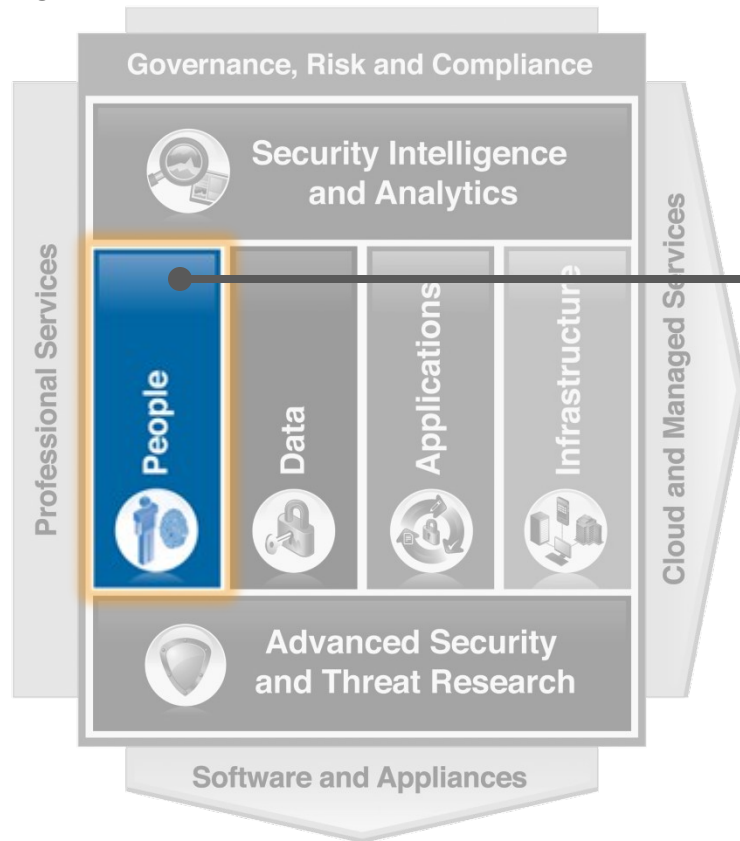 Governance, Risk and Compliance
Security Intelligence
and Analytics
Professional Services
People
Data
Applications
Infrastructure
Cloud and Managed Services
Advanced Security
and Threat Research
Software and Appliances